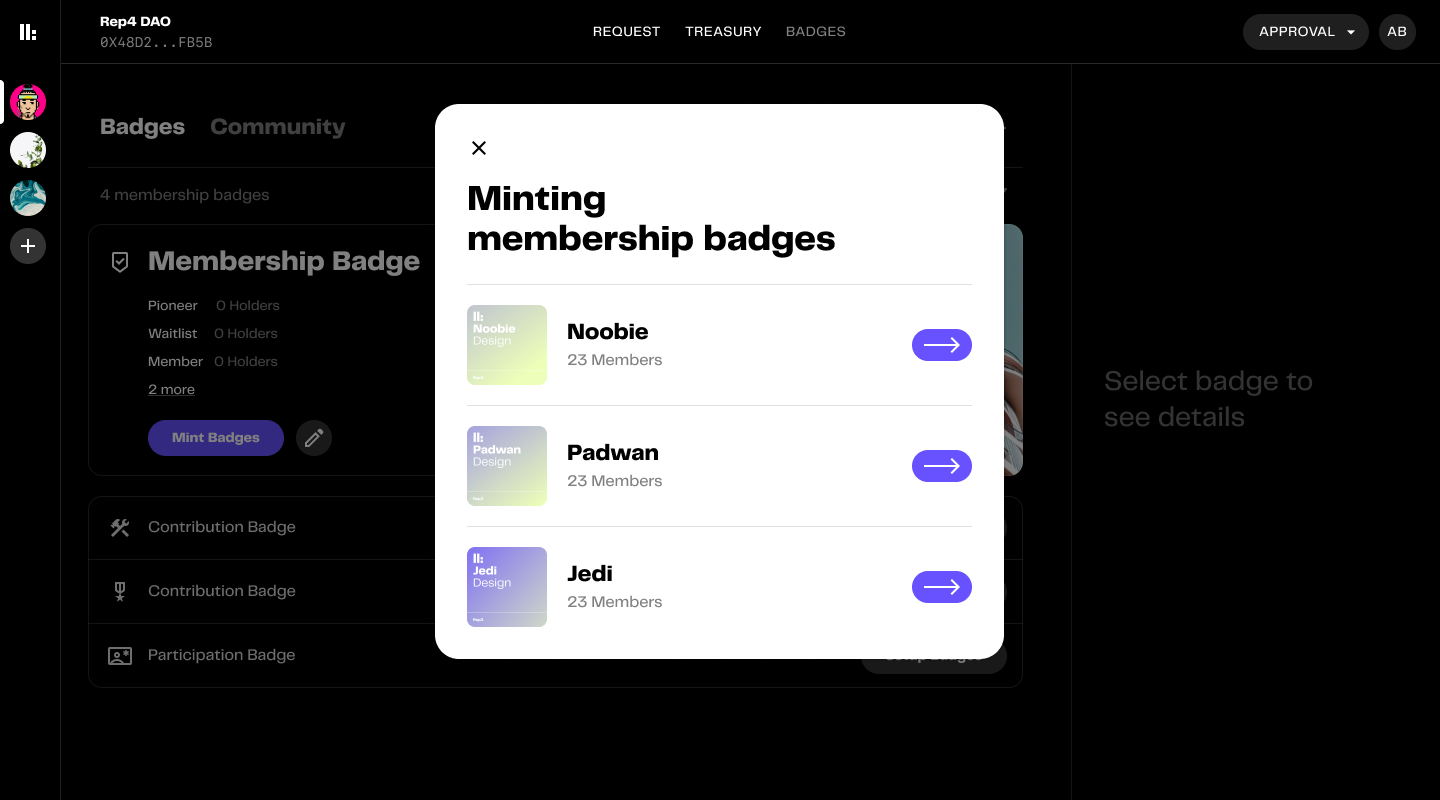 Rep4 DAO
0X48D2...FB5B
REQUEST TREASURY BADGES
APPROVAL AB
Badges Community
4 membership badges
Membership Badge
Pioneer 0 Holders
Waitlist 0 Holders
Member 0 Holders
2 more
Mint Badges
Contribution Badge
Contribution Badge
Participation Badge
Minting
membership badges
Noobie
Design
Rep3
Noobie
23 Members
Padwan
Design
Rep3
Padwan
23 Members
Jedi
Design
Rep3
Jedi
23 Members
Select badge to
see details